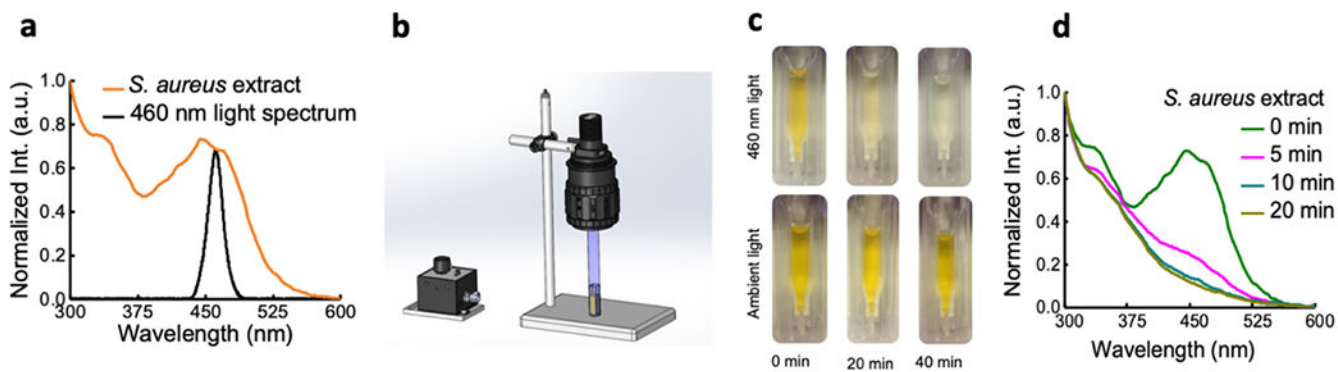 a
S. aureus extract
460 nm light spectrum
Normalized Int. (a.u.)
1.0
0.8
0.6
0.4
0.2
0.0
300 375 450 525 600
Wavelength (nm)
b
c
460 nm light
Ambient light
0 min 20 min 40 min
d
S. aureus extract
0 min
5 min
10 min
20 min
Normalized Int. (a.u.)
1.0
0.8
0.6
0.4
0.2
0.0
300 375 450 525 600
Wavelength (nm)